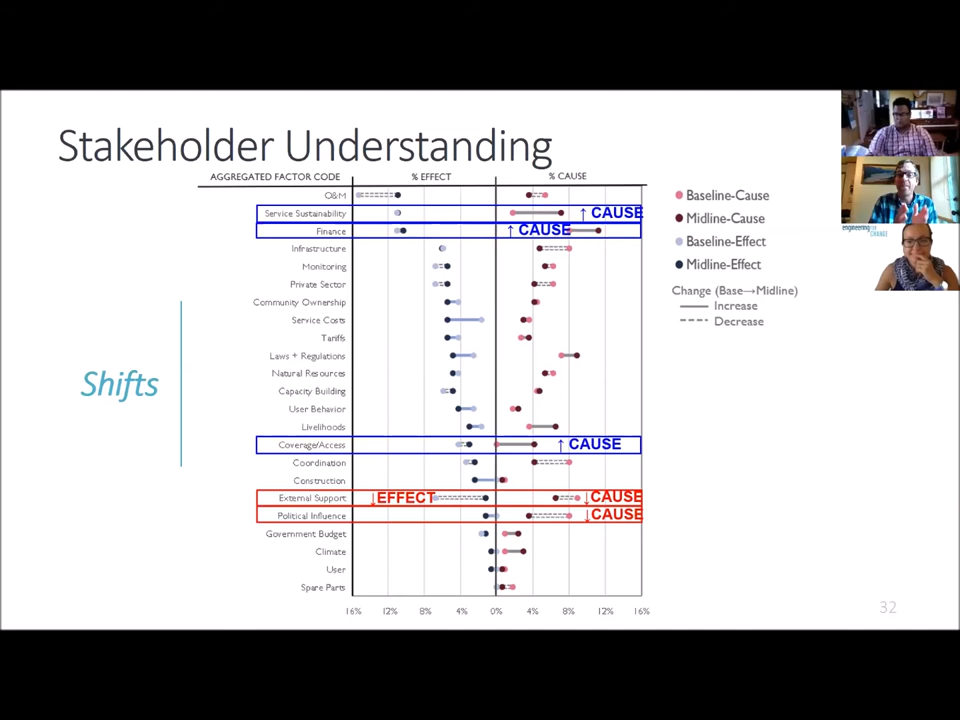 Stakeholder Understanding
AGGREGATED FACTOR CODE % EFFECT % CAUSE
O&M
Service Sustainability ↑ CAUSE
Finance ↑ CAUSE
Infrastructure
Monitoring
Private Sector
Community Ownership
Service Costs
Tariffs
Laws + Regulations
Natural Resources
Capacity Building
User Behavior
Livelihoods
Coverage/Access ↑ CAUSE
Coordination
Construction
External Support ↓EFFECT ↓CAUSE
Political Influence ↓CAUSE
Government Budget
Climate
User
Spare Parts
16% 12% 8% 4% 0% 4% 8% 12% 16%
Shifts
Baseline-Cause
Midline-Cause
Baseline-Effect
Midline-Effect
Change (Base→Midline)
Increase
Decrease
engineering FOR
CHANGE
32